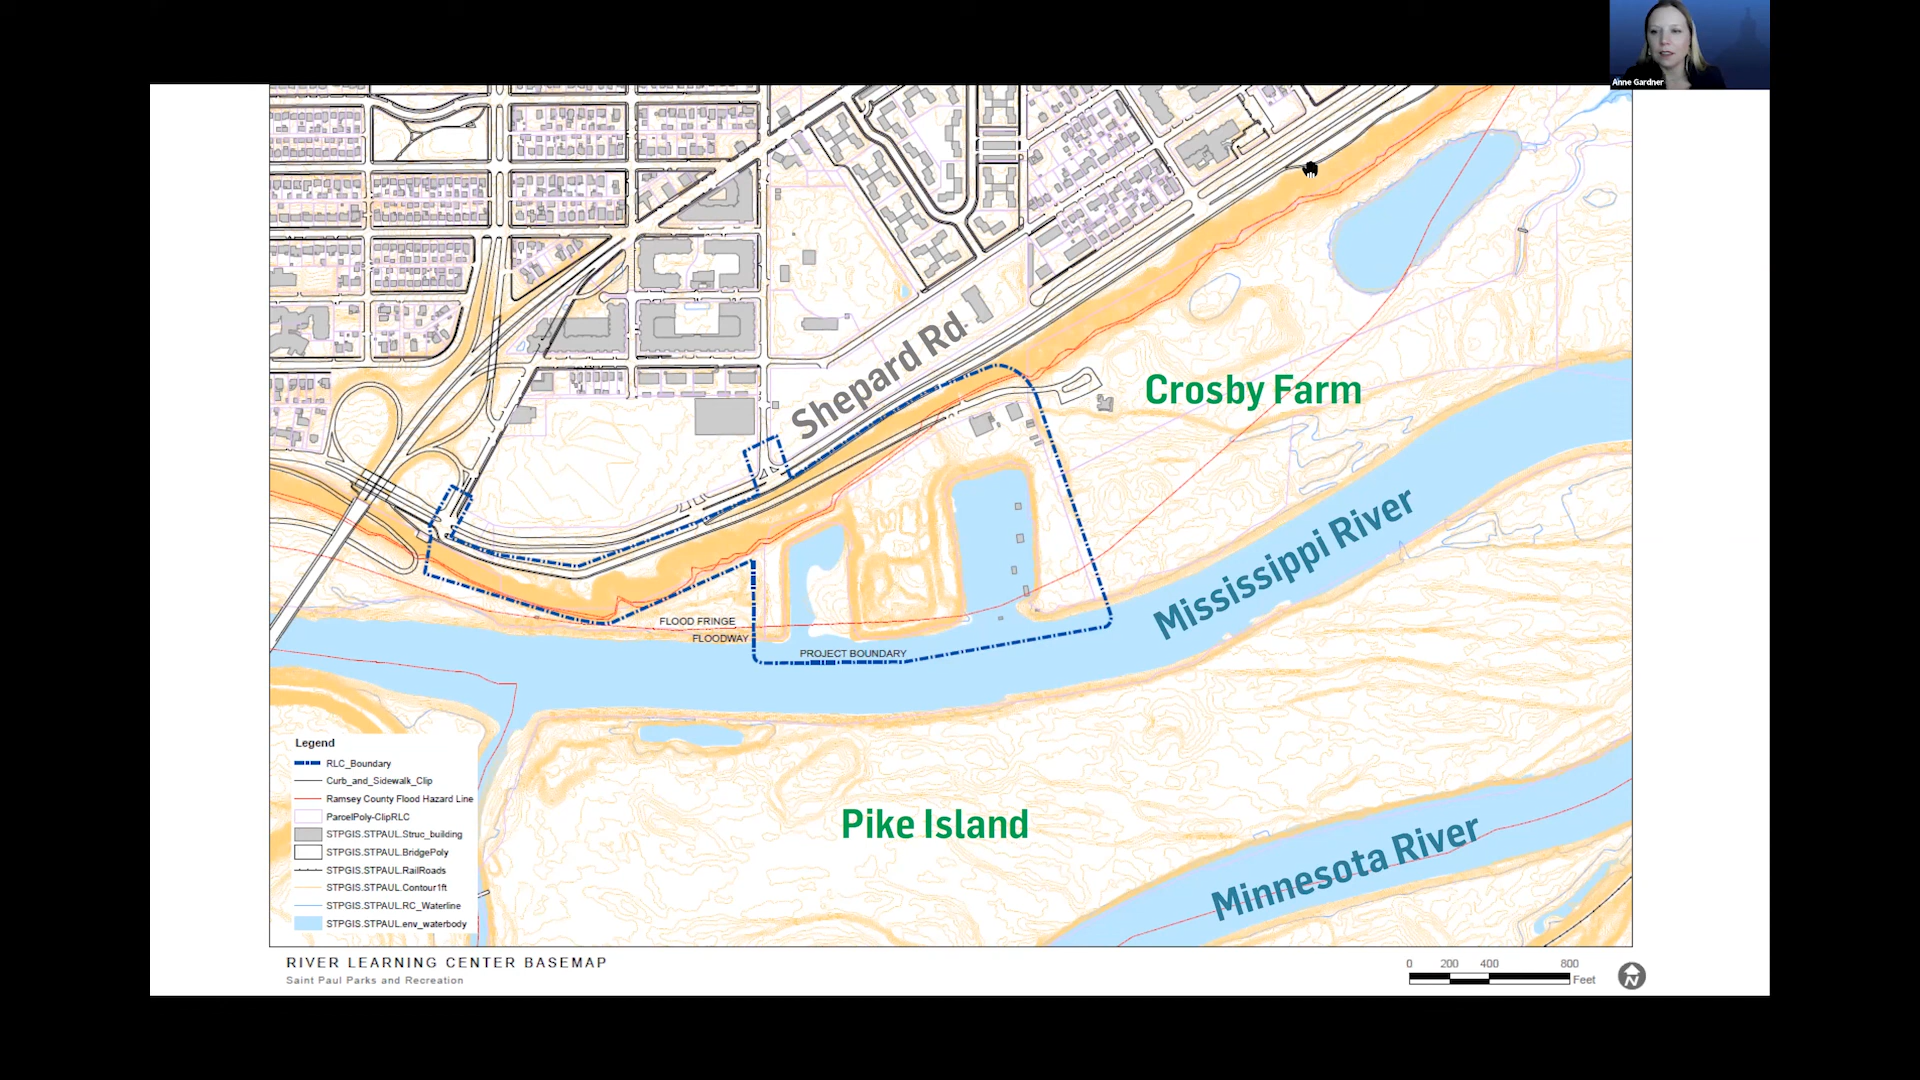 Anne Gardner
Shepard Rd
Crosby Farm
Mississippi River
FLOOD FRINGE
FLOODWAY
PROJECT BOUNDARY
Pike Island
Minnesota River
Legend
RLC_Boundary
Curb_and_Sidewalk_Clip
Ramsey County Flood Hazard Line
ParcelPoly-ClipRLC
STPGIS.STPAUL.Struc_building
STPGIS.STPAUL.BridgePoly
STPGIS.STPAUL.RailRoads
STPGIS.STPAUL.Contour1ft
STPGIS.STPAUL.RC_Waterline
STPGIS.STPAUL.env_waterbody
RIVER LEARNING CENTER BASEMAP
Saint Paul Parks and Recreation
0 200 400 800
Feet
N